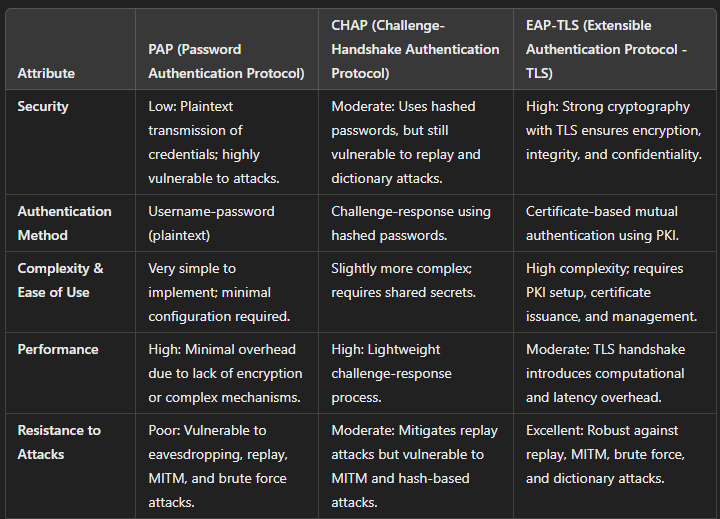 Attribute
PAP (Password
Authentication Protocol)
CHAP (Challenge-
Handshake Authentication
Protocol)
EAP-TLS (Extensible
Authentication Protocol -
TLS)
Security
Low: Plaintext
transmission of
credentials; highly
vulnerable to attacks.
Moderate: Uses hashed
passwords, but still
vulnerable to replay and
dictionary attacks.
High: Strong cryptography
with TLS ensures encryption,
integrity, and confidentiality.
Authentication
Method
Username-password
(plaintext)
Challenge-response using
hashed passwords.
Certificate-based mutual
authentication using PKI.
Complexity &
Ease of Use
Very simple to
implement; minimal
configuration required.
Slightly more complex;
requires shared secrets.
High complexity; requires
PKI setup, certificate
issuance, and management.
Performance
High: Minimal overhead
due to lack of encryption
or complex mechanisms.
High: Lightweight
challenge-response
process.
Moderate: TLS handshake
introduces computational
and latency overhead.
Resistance to
Attacks
Poor: Vulnerable to
eavesdropping, replay,
MITM, and brute force
attacks.
Moderate: Mitigates replay
attacks but vulnerable to
MITM and hash-based
attacks.
Excellent: Robust against
replay, MITM, brute force,
and dictionary attacks.